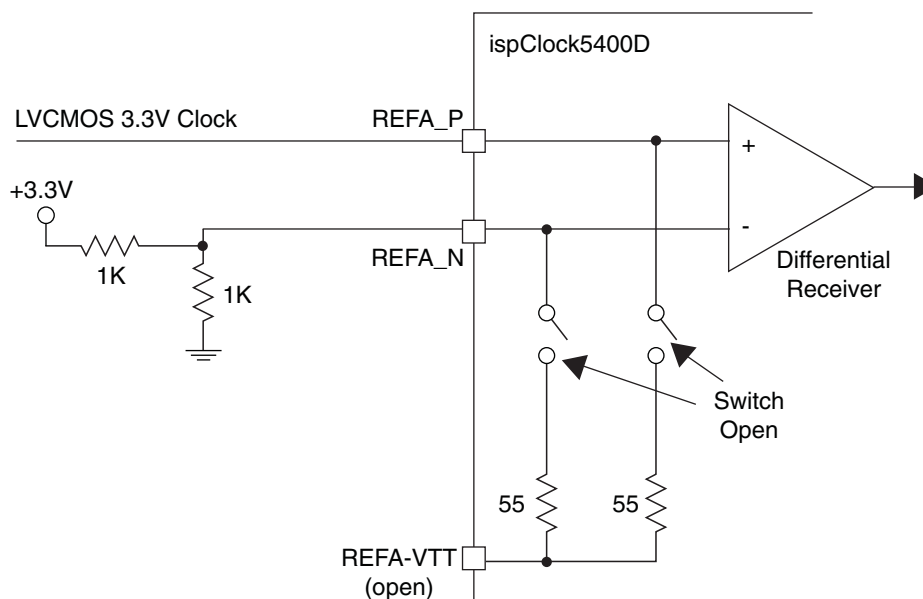 ispClock5400D
LVCMOS 3.3V Clock
REFA_P
+
+3.3V
-
REFA_N
1K
1K
Differential
Receiver
Switch
Open
55
55
REFA-VTT
(open)